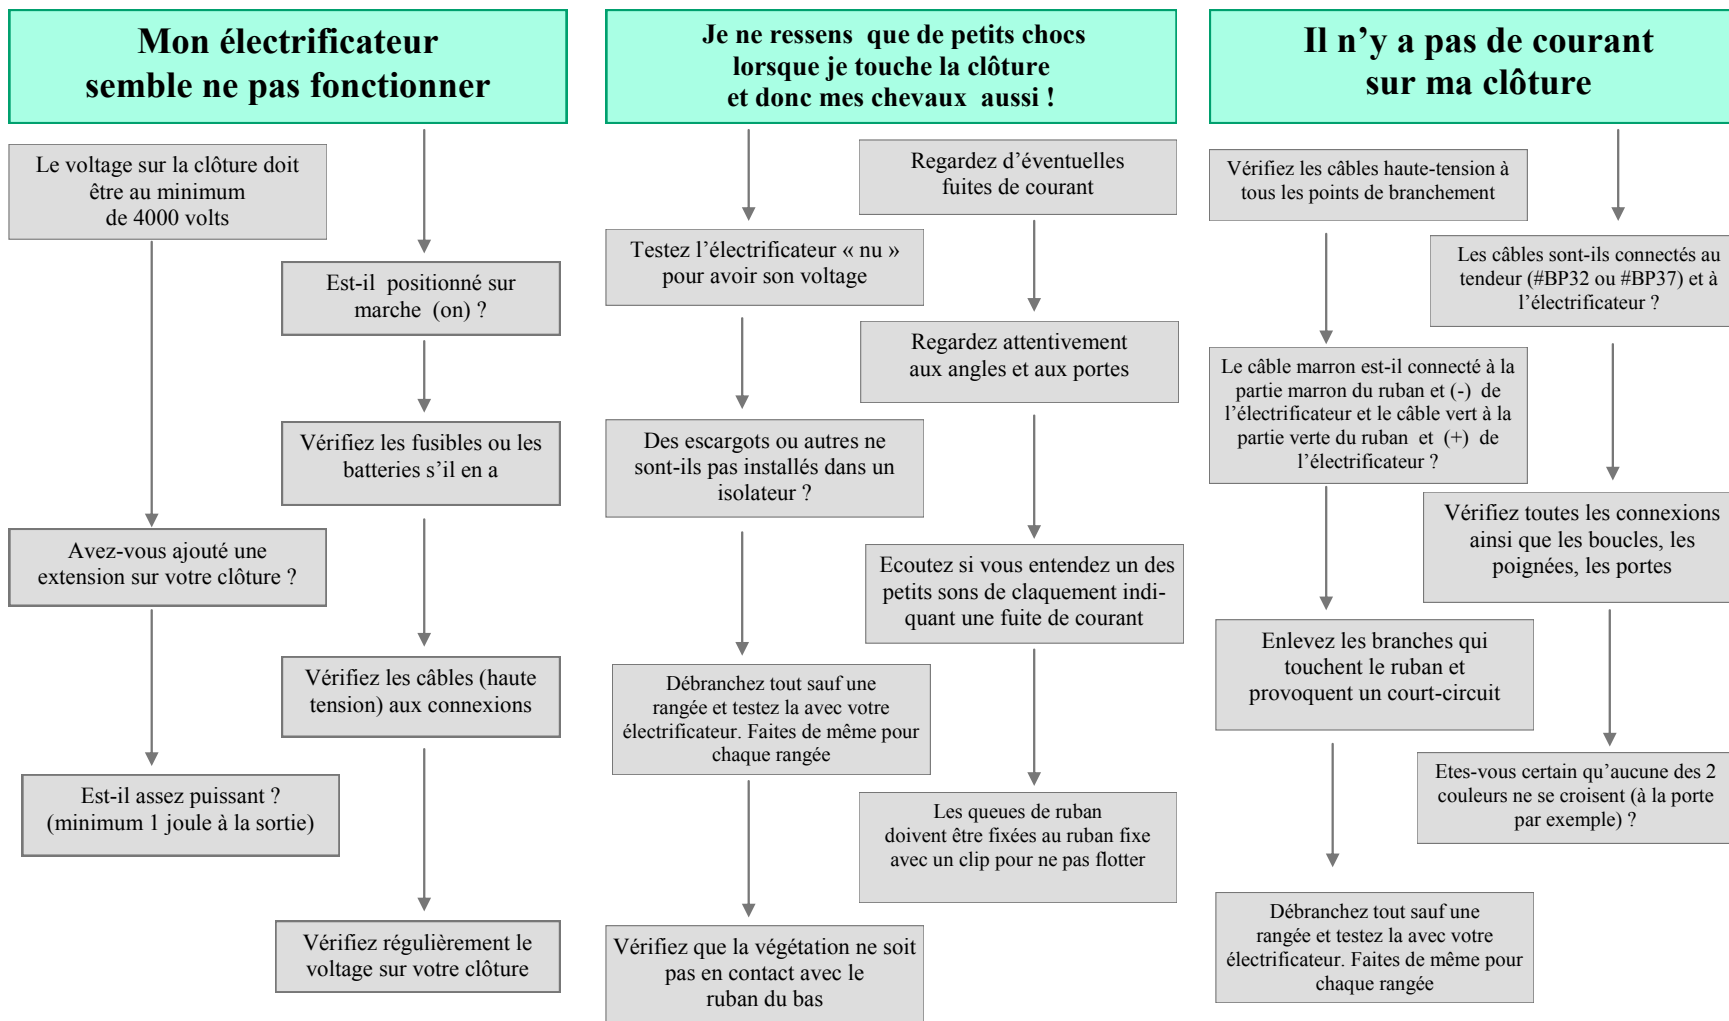 Mon électrificateur
semble ne pas fonctionner
Le voltage sur la clôture doit
être au minimum
de 4000 volts
Est-il positionné sur
marche (on) ?
Vérifiez les fusibles ou les
batteries s’il en a
Avez-vous ajouté une
extension sur votre clôture ?
Vérifiez les câbles (haute
tension) aux connexions
Est-il assez puissant ?
(minimum 1 joule à la sortie)
Vérifiez régulièrement le
voltage sur votre clôture
Je ne ressens que de petits chocs
lorsque je touche la clôture
et donc mes chevaux aussi !
Regardez d’éventuelles
fuites de courant
Testez l’électrificateur « nu »
pour avoir son voltage
Regardez attentivement
aux angles et aux portes
Des escargots ou autres ne
sont-ils pas installés dans un
isolateur ?
Ecoutez si vous entendez un des
petits sons de claquement indi-
quant une fuite de courant
Débranchez tout sauf une
rangée et testez la avec votre
électrificateur. Faites de même pour
chaque rangée
Les queues de ruban
doivent être fixées au ruban fixe
avec un clip pour ne pas flotter
Vérifiez que la végétation ne soit
pas en contact avec le
ruban du bas
Il n’y a pas de courant
sur ma clôture
Vérifiez les câbles haute-tension à
tous les points de branchement
Les câbles sont-ils connectés au
tendeur (#BP32 ou #BP37) et à
l’électrificateur ?
Le câble marron est-il connecté à la
partie marron du ruban et (-) de
l’électrificateur et le câble vert à la
partie verte du ruban et (+) de
l’électrificateur ?
Vérifiez toutes les connexions
ainsi que les boucles, les
poignées, les portes
Enlevez les branches qui
touchent le ruban et
provoquent un court-circuit
Etes-vous certain qu’aucune des 2
couleurs ne se croisent (à la porte
par exemple) ?
Débranchez tout sauf une
rangée et testez la avec votre
électrificateur. Faites de même pour
chaque rangée